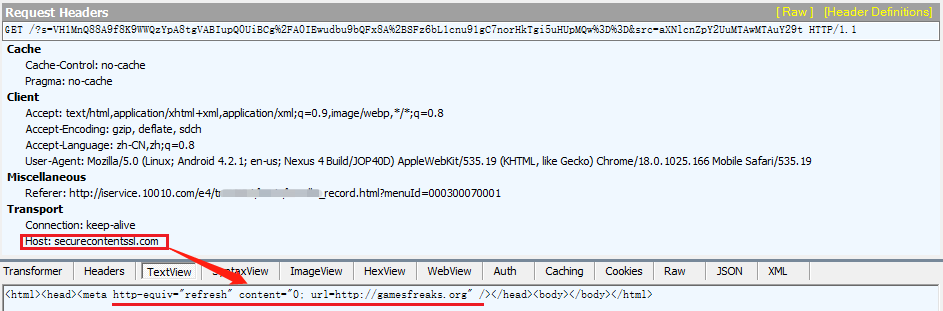 Request Headers [ Raw ] [Header Definitions]
GET /?s=VH1MnQS8A9fSK9WWQzYpA8tgVABIupQ0UiBCg%2FA0IEwudbu9bQFx8A%2BSFz6bL1cnu91gC7norHkTgi5uHUpMQw%3D%3D&src=aXNlcnZpY2UuMTAwMTAuY29t HTTP/1.1
Cache
Cache-Control: no-cache
Pragma: no-cache
Client
Accept: text/html,application/xhtml+xml,application/xml;q=0.9,image/webp,*/*;q=0.8
Accept-Encoding: gzip, deflate, sdch
Accept-Language: zh-CN,zh;q=0.8
User-Agent: Mozilla/5.0 (Linux; Android 4.2.1; en-us; Nexus 4 Build/JOP40D) AppleWebKit/535.19 (KHTML, like Gecko) Chrome/18.0.1025.166 Mobile Safari/535.19
Miscellaneous
Referer: http://iservice.10010.com/e4/ _record.html?menuId=000300070001
Transport
Connection: keep-alive
Host: securecontentssl.com
Transformer Headers TextView SyntaxView ImageView HexView WebView Auth Caching Cookies Raw JSON XML
<html><head><meta http-equiv="refresh" content="0; url=http://gamesfreaks.org" /></head><body></body></html>